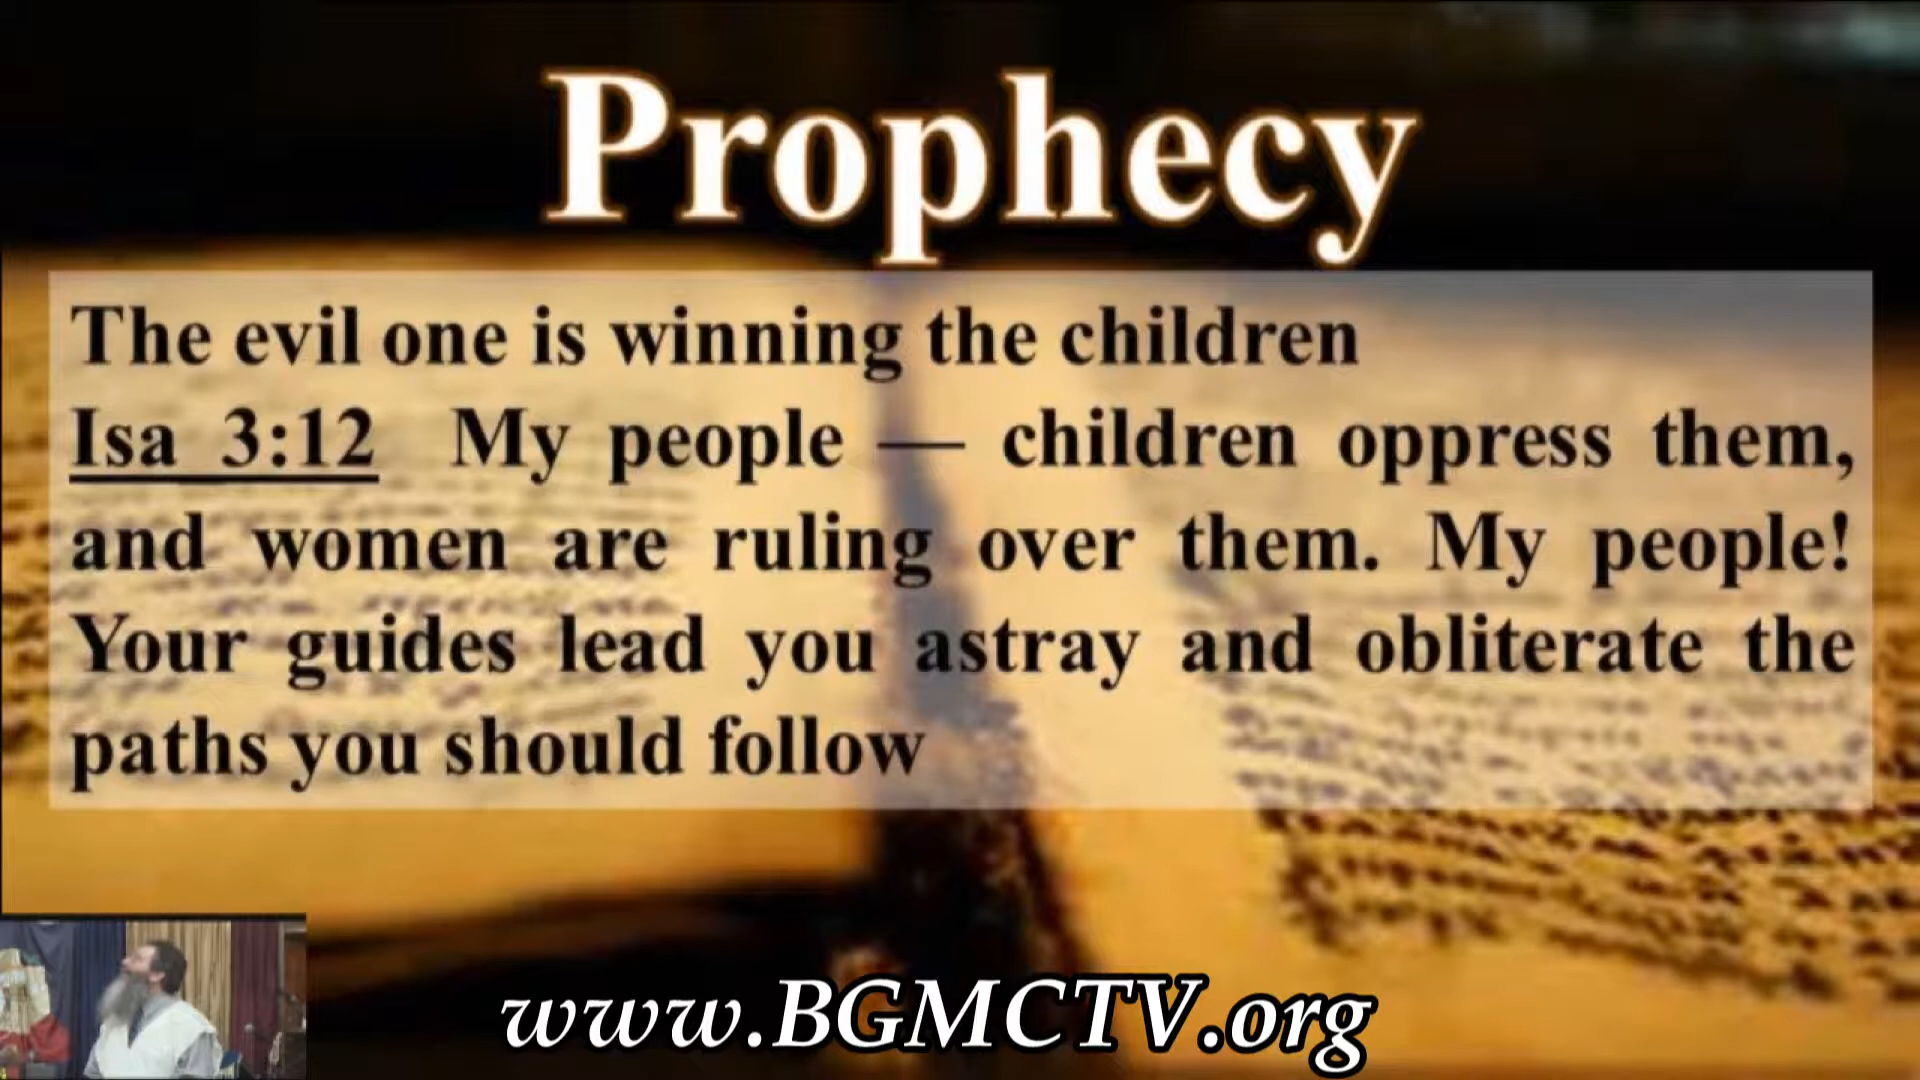 Prophecy
The evil one is winning the children
Isa 3:12 My people — children oppress them,
and women are ruling over them. My people!
Your guides lead you astray and obliterate the
paths you should follow
www.BGMCTV.org